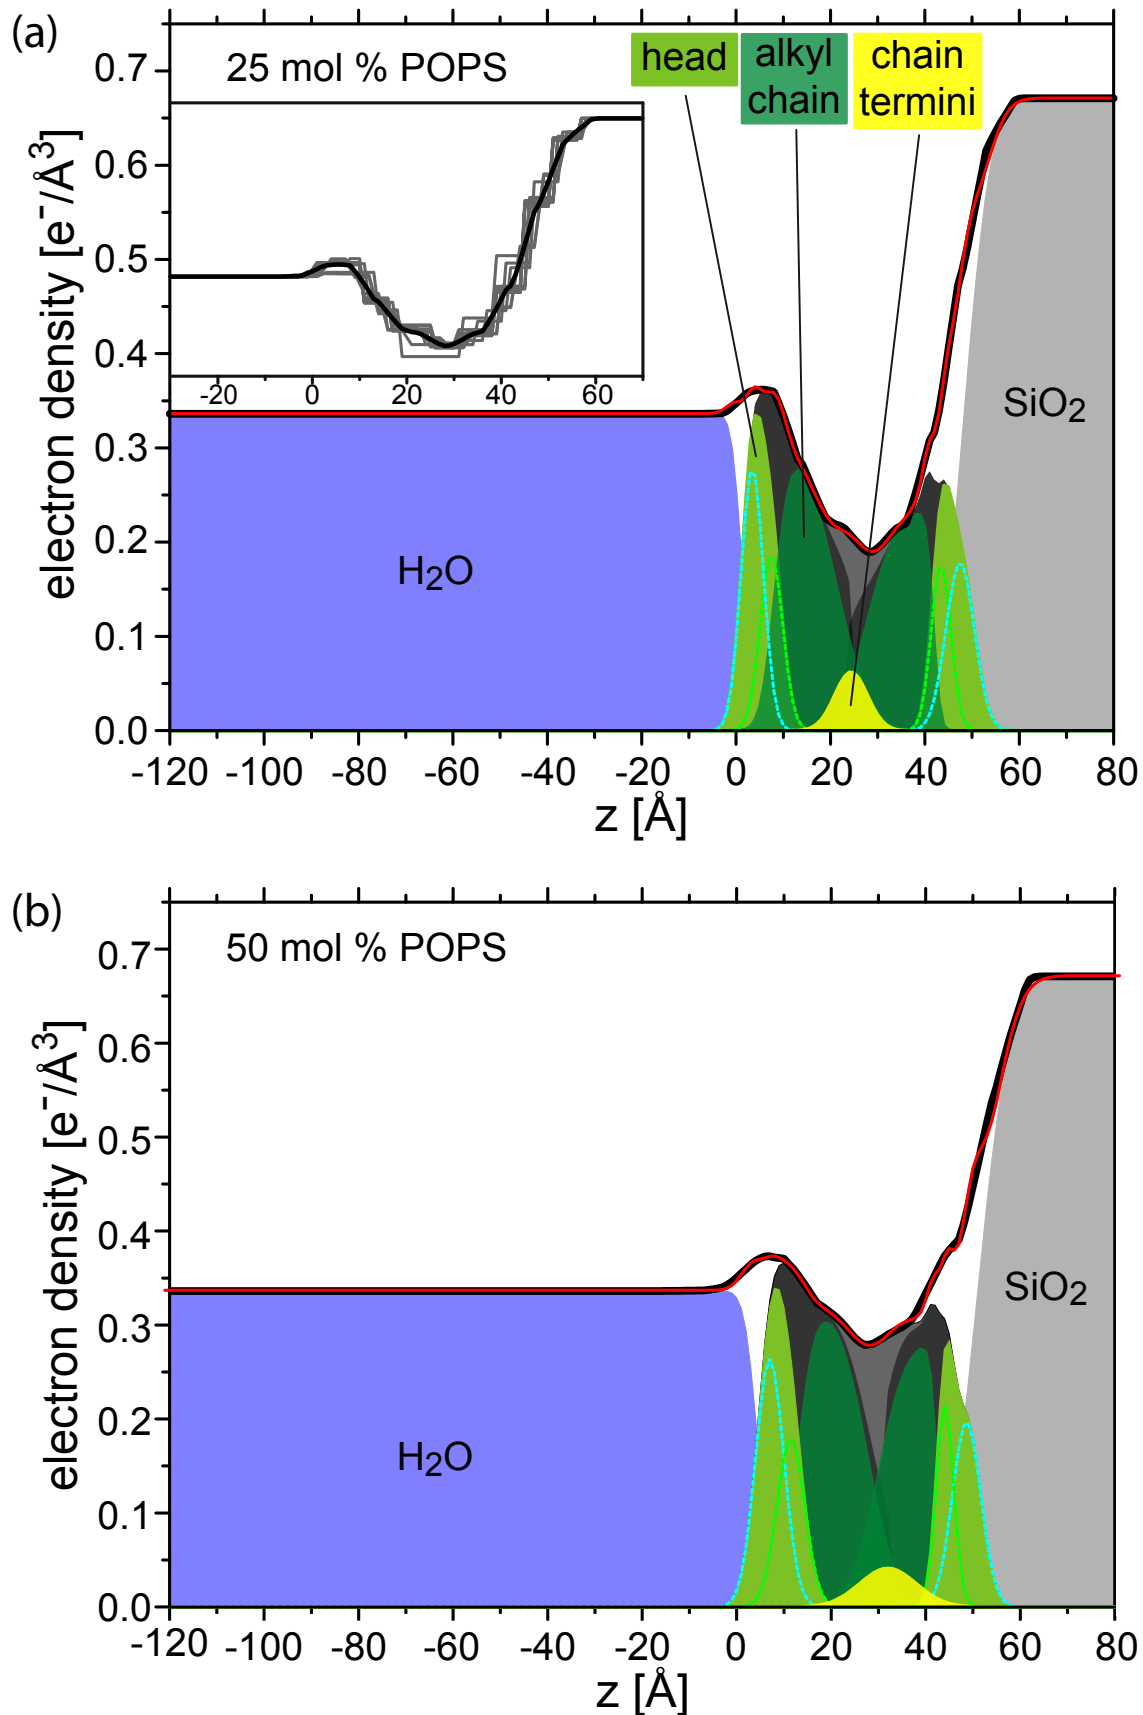 (a)
25 mol % POPS
head
alkyl
chain
chain
termini
0.7
0.6
0.5
0.4
0.3
0.2
0.1
0.0
electron density [e⁻/Å³]
-20 0 20 40 60
H₂O
SiO₂
-120 -100 -80 -60 -40 -20 0 20 40 60 80
z [Å]
(b)
50 mol % POPS
0.7
0.6
0.5
0.4
0.3
0.2
0.1
0.0
electron density [e⁻/Å³]
H₂O
SiO₂
-120 -100 -80 -60 -40 -20 0 20 40 60 80
z [Å]